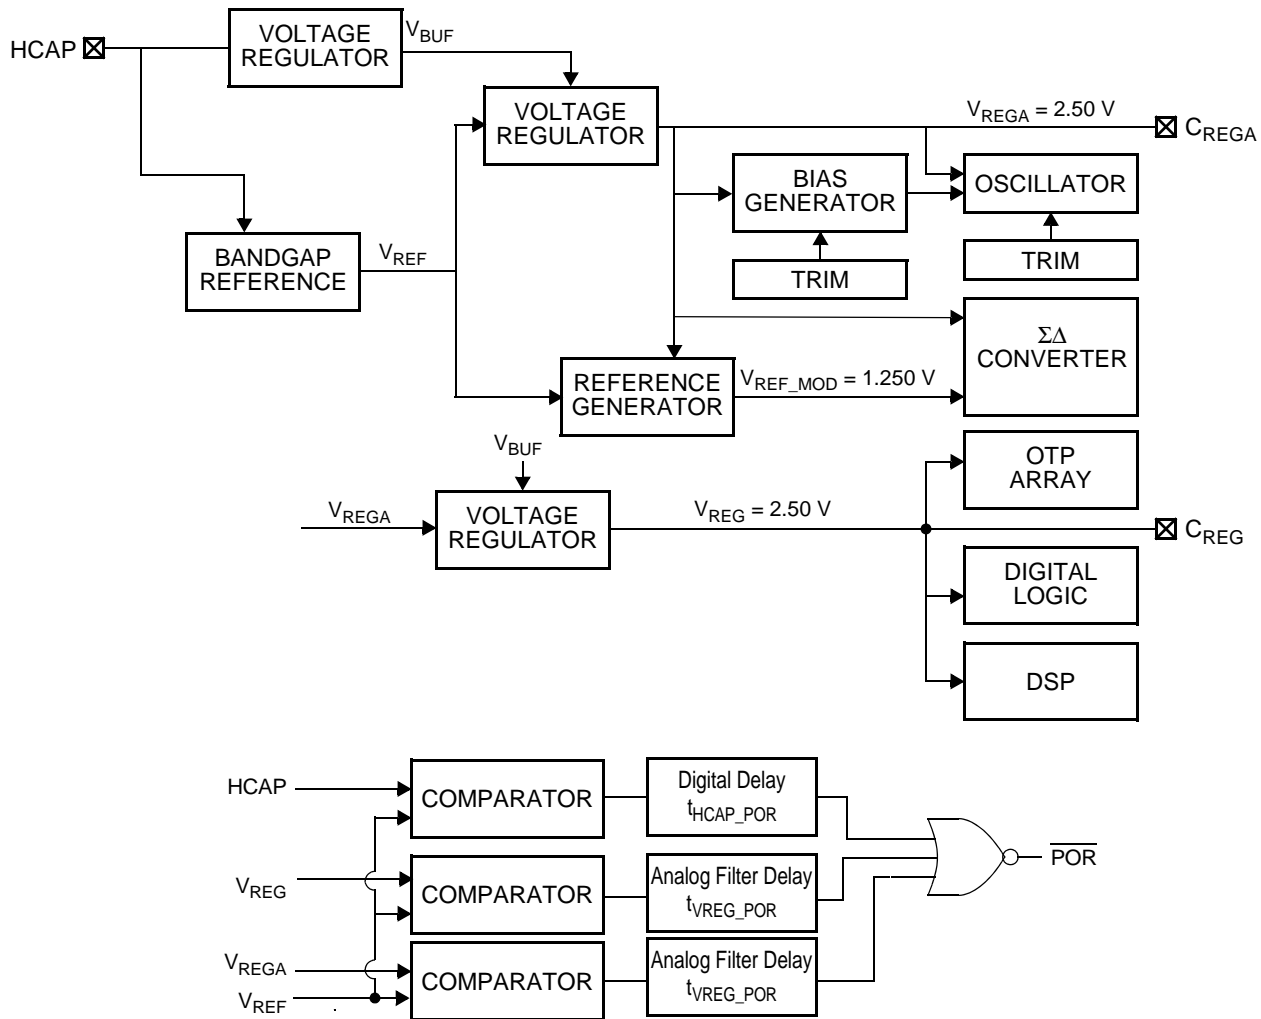 HCAP
VOLTAGE
REGULATOR
VBUF
VOLTAGE
REGULATOR
VREGA = 2.50 V
CREGA
BIAS
GENERATOR
OSCILLATOR
TRIM
TRIM
BANDGAP
REFERENCE
VREF
ΣΔ
CONVERTER
REFERENCE
GENERATOR
VREF_MOD = 1.250 V
VBUF
VREGA
VOLTAGE
REGULATOR
VREG = 2.50 V
OTP
ARRAY
CREG
DIGITAL
LOGIC
DSP
HCAP
COMPARATOR
Digital Delay
tHCAP_POR
VREG
COMPARATOR
Analog Filter Delay
tVREG_POR
POR
VREGA
VREF
COMPARATOR
Analog Filter Delay
tVREG_POR